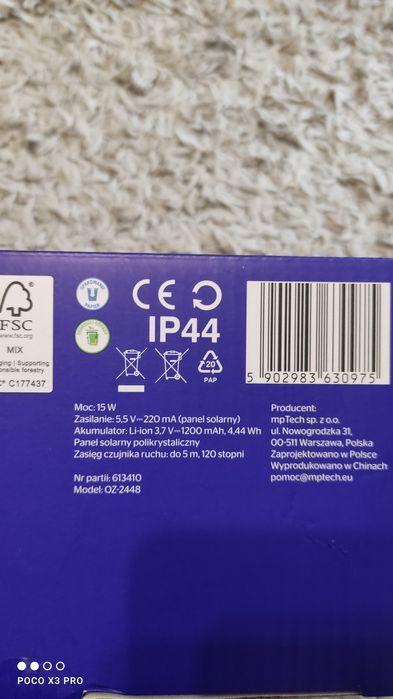 FSC
www.fsc.org
MIX
ging | Supporting
onsible forestry
C® C177437
OPAKOWANIE
PAPIER
CE
IP44
20
PAP
5 902983 630975
Moc: 15 W
Zasilanie: 5,5 V⎓220 mA (panel solarny)
Akumulator: Li-ion 3,7 V⎓1200 mAh, 4,44 Wh
Panel solarny polikrystaliczny
Zasięg czujnika ruchu: do 5 m, 120 stopni
Nr partii: 613410
Model: OZ-2448
Producent:
mpTech sp. z o.o.
ul. Nowogrodzka 31,
00-511 Warszawa, Polska
Zaprojektowano w Polsce
Wyprodukowano w Chinach
pomoc@mptech.eu
POCO X3 PRO